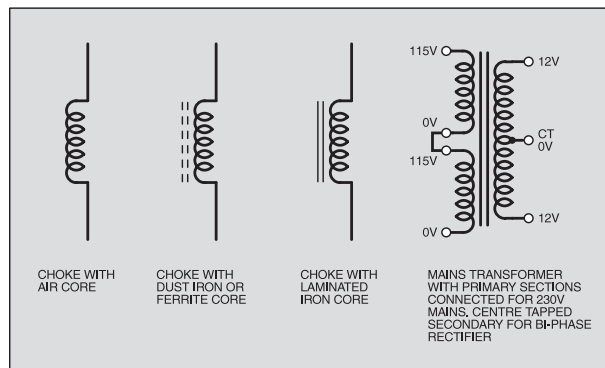 115V
12V
0V
CT
0V
115V
0V
12V
CHOKE WITH
AIR CORE
CHOKE WITH
DUST IRON OR
FERRITE CORE
CHOKE WITH
LAMINATED
IRON CORE
MAINS TRANSFORMER
WITH PRIMARY SECTIONS
CONNECTED FOR 230V
MAINS. CENTRE TAPPED
SECONDARY FOR BI-PHASE
RECTIFIER